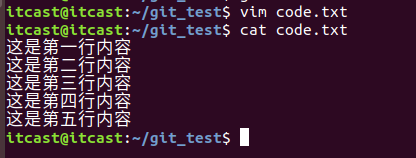 itcast@itcast:~/git_test$ vim code.txt
itcast@itcast:~/git_test$ cat code.txt
这是第一行内容
这是第二行内容
这是第三行内容
这是第四行内容
这是第五行内容
itcast@itcast:~/git_test$